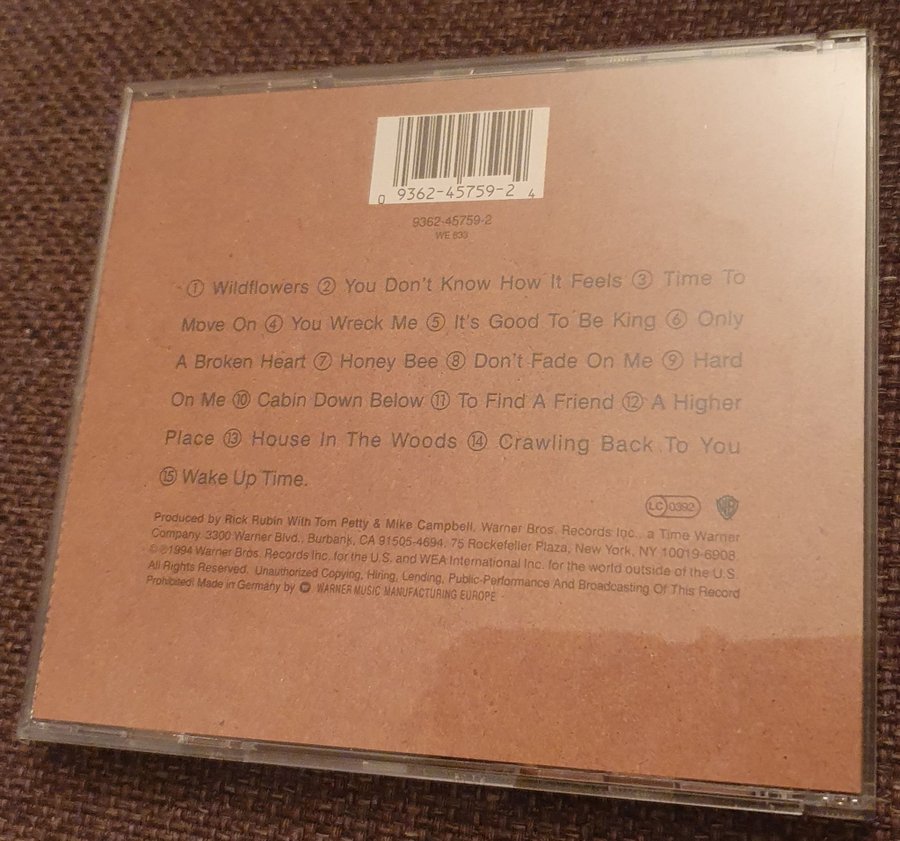 0 9362-45759-2 4
9362-45759-2
WE 833
① Wildflowers ② You Don't Know How It Feels ③ Time To
Move On ④ You Wreck Me ⑤ It's Good To Be King ⑥ Only
A Broken Heart ⑦ Honey Bee ⑧ Don't Fade On Me ⑨ Hard
On Me ⑩ Cabin Down Below ⑪ To Find A Friend ⑫ A Higher
Place ⑬ House In The Woods ⑭ Crawling Back To You
⑮ Wake Up Time.
LC 0392 WB
Produced by Rick Rubin With Tom Petty & Mike Campbell. Warner Bros. Records Inc., a Time Warner
Company. 3300 Warner Blvd., Burbank, CA 91505-4694. 75 Rockefeller Plaza, New York, NY 10019-6908.
© ℗ 1994 Warner Bros. Records Inc. for the U.S. and WEA International Inc. for the world outside of the U.S.
All Rights Reserved. Unauthorized Copying, Hiring, Lending, Public Performance And Broadcasting Of This Record
Prohibited. Made in Germany by WARNER MUSIC MANUFACTURING EUROPE